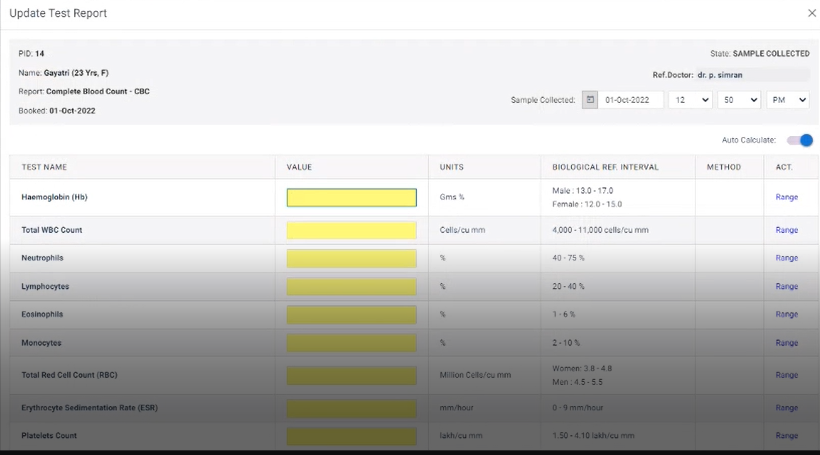 Update Test Report
PID: 14
State: SAMPLE COLLECTED
Name: Gayatri (23 Yrs, F)
Ref.Doctor: dr. p. simran
Report: Complete Blood Count - CBC
Sample Collected: 01-Oct-2022 12 50 PM
Booked: 01-Oct-2022
Auto Calculate:
TEST NAME VALUE UNITS BIOLOGICAL REF. INTERVAL METHOD ACT.
Haemoglobin (Hb) Gms % Male : 13.0 - 17.0 Range
Female : 12.0 - 15.0
Total WBC Count Cells/cu mm 4,000 - 11,000 cells/cu mm Range
Neutrophils % 40 - 75 % Range
Lymphocytes % 20 - 40 % Range
Eosinophils % 1 - 6 % Range
Monocytes % 2 - 10 % Range
Total Red Cell Count (RBC) Million Cells/cu mm Women: 3.8 - 4.8 Range
Men : 4.5 - 5.5
Erythrocyte Sedimentation Rate (ESR) mm/hour 0 - 9 mm/hour Range
Platelets Count lakh/cu mm 1.50 - 4.10 lakh/cu mm Range